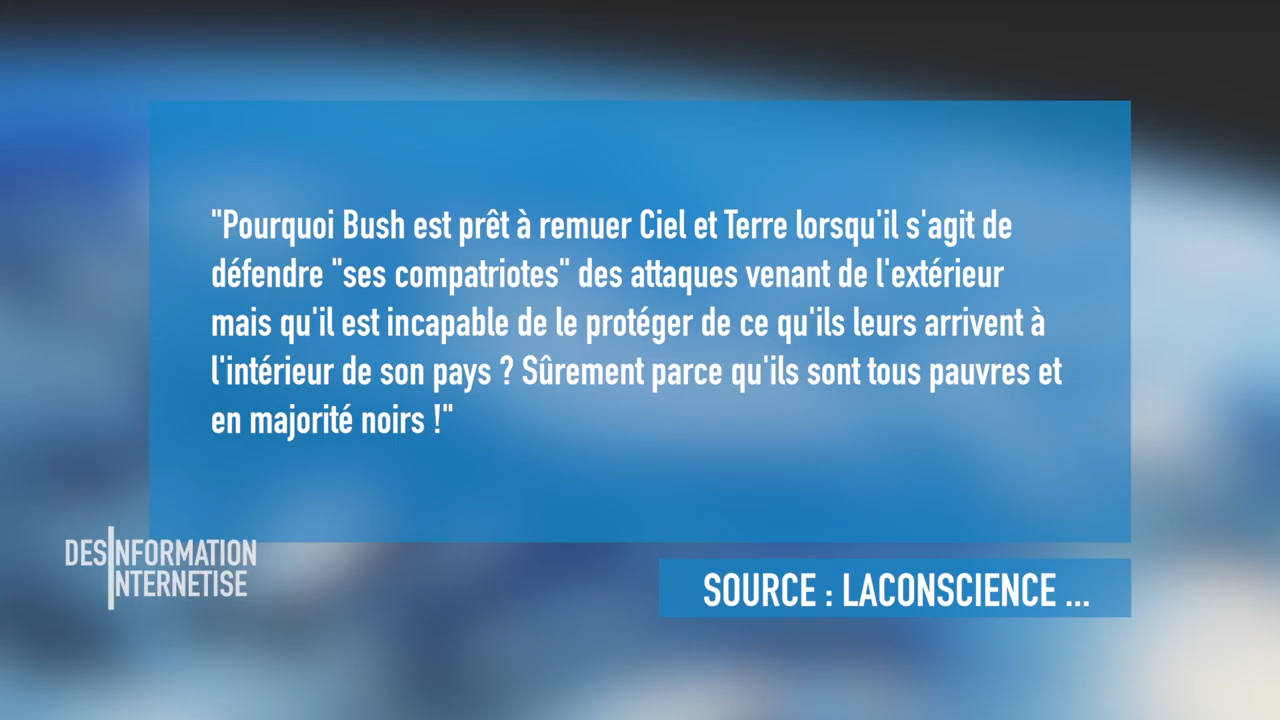 "Pourquoi Bush est prêt à remuer Ciel et Terre lorsqu'il s'agit de
défendre "ses compatriotes" des attaques venant de l'extérieur
mais qu'il est incapable de le protéger de ce qu'ils leurs arrivent à
l'intérieur de son pays ? Sûrement parce qu'ils sont tous pauvres et
en majorité noirs !"
DESINFORMATION
INTERNETISE
SOURCE : LACONSCIENCE ...